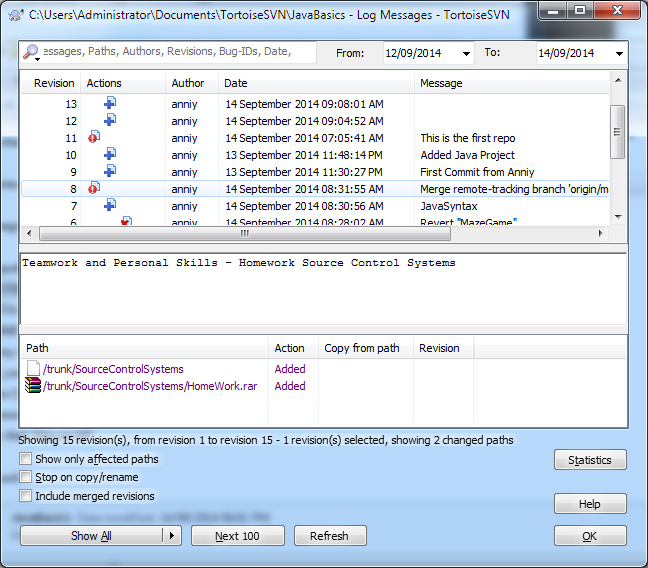 C:\Users\Administrator\Documents\TortoiseSVN\JavaBasics - Log Messages - TortoiseSVN
essages, Paths, Authors, Revisions, Bug-IDs, Date, From: 12/09/2014 To: 14/09/2014
Revision Actions Author Date Message
13 anniy 14 September 2014 09:08:01 AM
12 anniy 14 September 2014 09:04:52 AM
11 anniy 14 September 2014 07:05:41 AM This is the first repo
10 anniy 13 September 2014 11:48:14 PM Added Java Project
9 anniy 13 September 2014 11:30:27 PM First Commit from Anniy
8 anniy 14 September 2014 08:31:55 AM Merge remote-tracking branch 'origin/m
7 anniy 14 September 2014 08:30:56 AM JavaSyntax
6 anniy 14 September 2014 08:28:02 AM Revert "MazeGame"
Teamwork and Personal Skills - Homework Source Control Systems
Path Action Copy from path Revision
/trunk/SourceControlSystems Added
/trunk/SourceControlSystems/HomeWork.rar Added
Showing 15 revision(s), from revision 1 to revision 15 - 1 revision(s) selected, showing 2 changed paths
Show only affected paths
Statistics
Stop on copy/rename
Include merged revisions
Help
Show All Next 100 Refresh OK